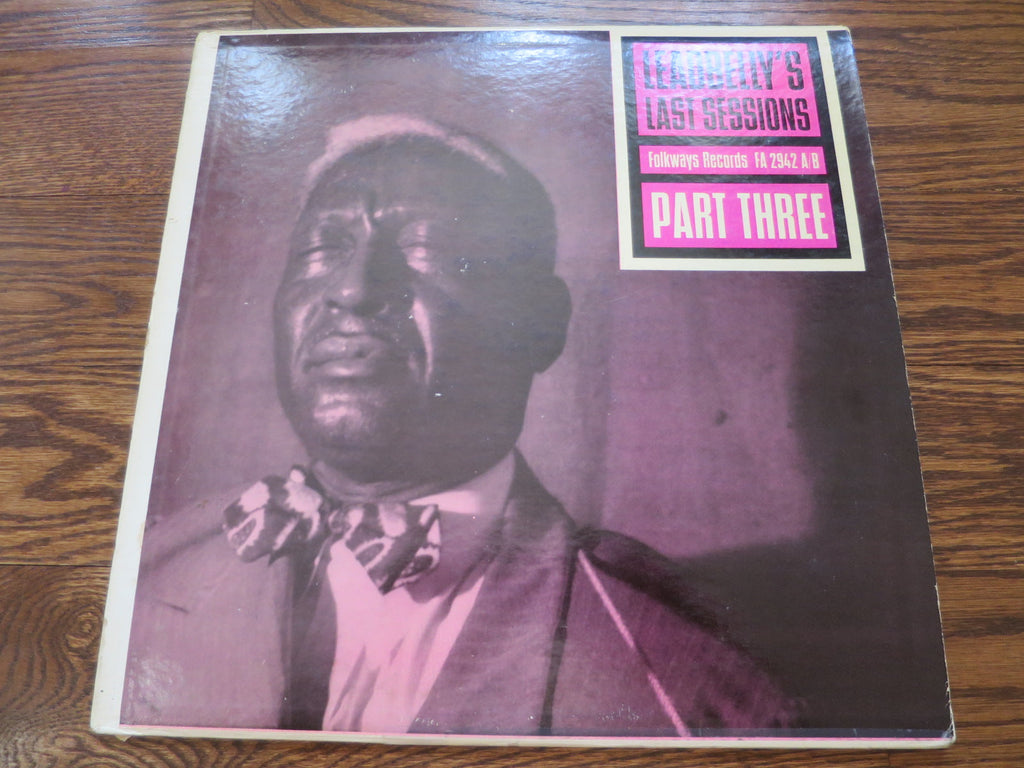 LEADBELLY'S
LAST SESSIONS
Folkways Records FA 2942 A/B
PART THREE